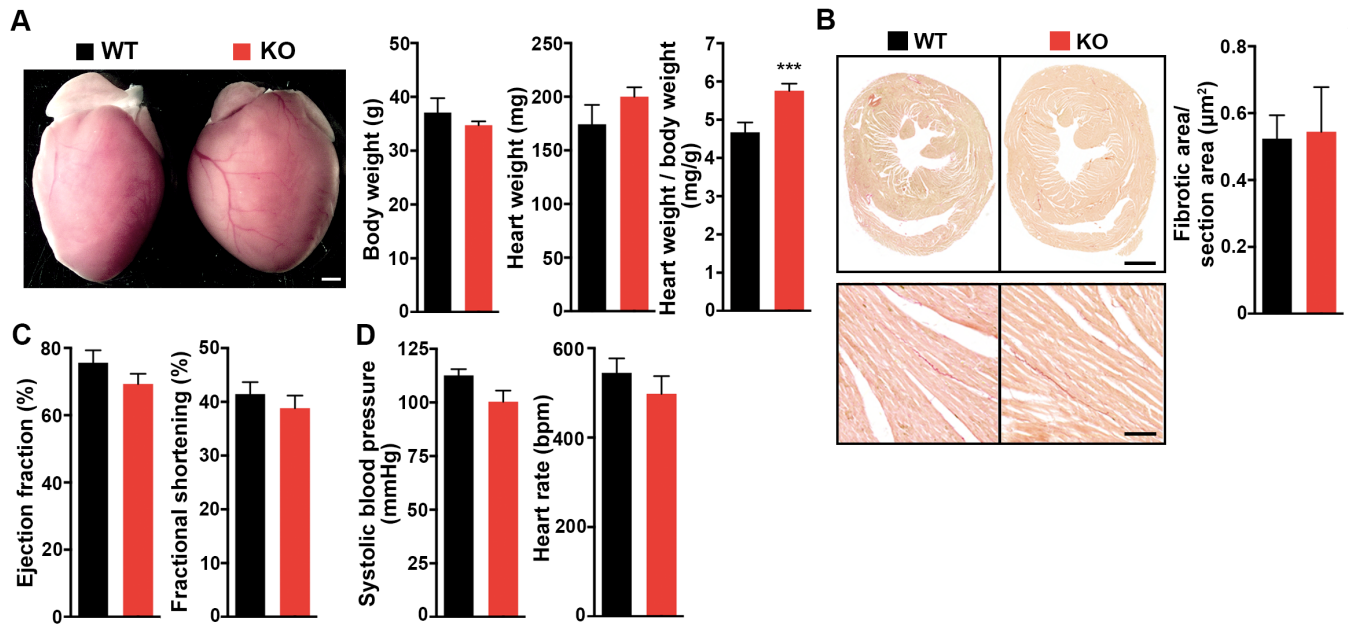 A
WT
KO
Body weight (g)
50
40
30
20
10
0
Heart weight (mg)
250
200
150
100
50
0
Heart weight / body weight
(mg/g)
7
6
5
4
3
2
1
0
***
B
WT
KO
Fibrotic area/
section area (µm²)
0.8
0.6
0.4
0.2
0
C
Ejection fraction (%)
80
60
40
20
0
Fractional shortening (%)
50
40
30
20
10
0
D
Systolic blood pressure
(mmHg)
125
100
75
50
25
0
Heart rate (bpm)
600
400
200
0